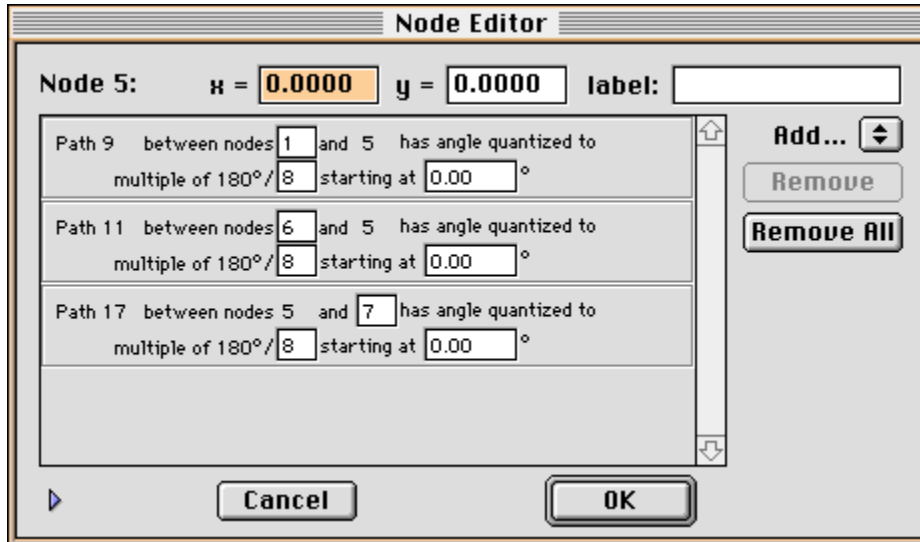 Node Editor
Node 5: x = 0.0000 y = 0.0000 label:
Path 9 between nodes 1 and 5 has angle quantized to
multiple of 180º/ 8 starting at 0.00 º
Path 11 between nodes 6 and 5 has angle quantized to
multiple of 180º/ 8 starting at 0.00 º
Path 17 between nodes 5 and 7 has angle quantized to
multiple of 180º/ 8 starting at 0.00 º
Add...
Remove
Remove All
Cancel OK